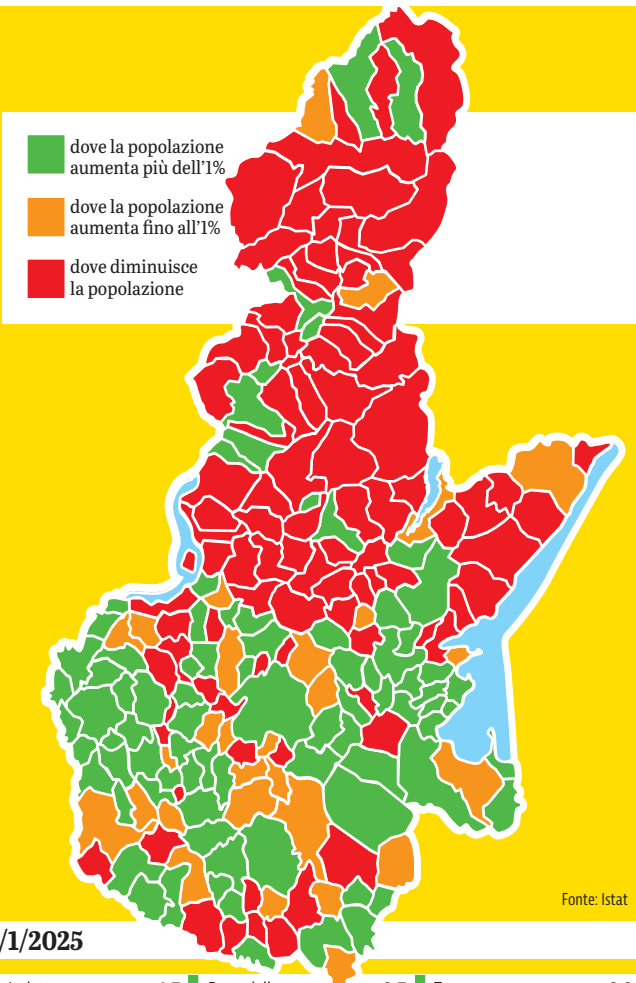 dove la popolazione
aumenta più dell'1%
dove la popolazione
aumenta fino all'1%
dove diminuisce
la popolazione
Fonte: Istat
/1/2025